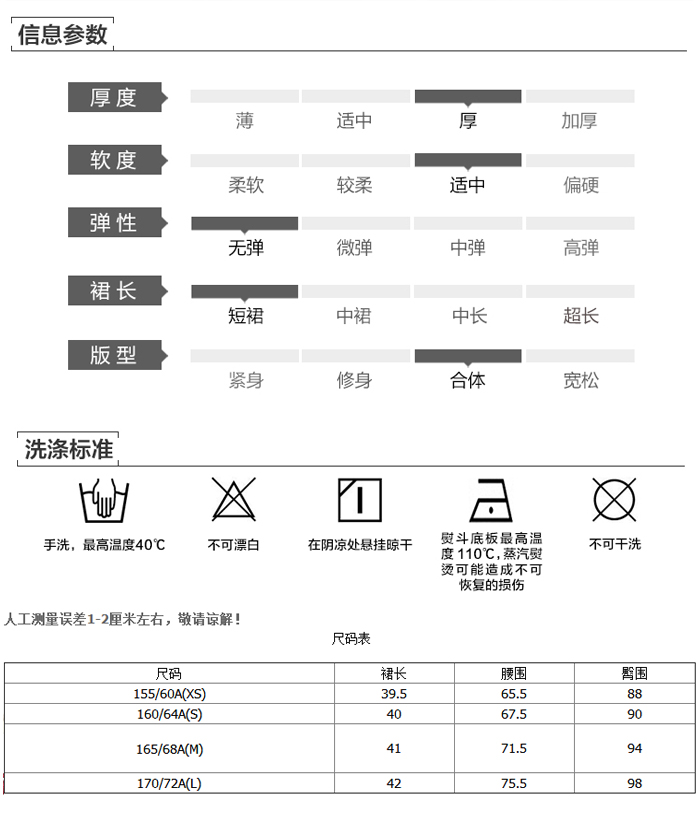 信息参数
厚度
薄 适中 厚 加厚
软度
柔软 较柔 适中 偏硬
弹性
无弹 微弹 中弹 高弹
裙长
短裙 中裙 中长 超长
版型
紧身 修身 合体 宽松
洗涤标准
手洗，最高温度40℃
不可漂白
在阴凉处悬挂晾干
熨斗底板最高温
度110℃，蒸汽熨
烫可能造成不可
恢复的损伤
不可干洗
人工测量误差1-2厘米左右，敬请谅解！
尺码表
尺码 裙长 腰围 臀围
155/60A(XS) 39.5 65.5 88
160/64A(S) 40 67.5 90
165/68A(M) 41 71.5 94
170/72A(L) 42 75.5 98